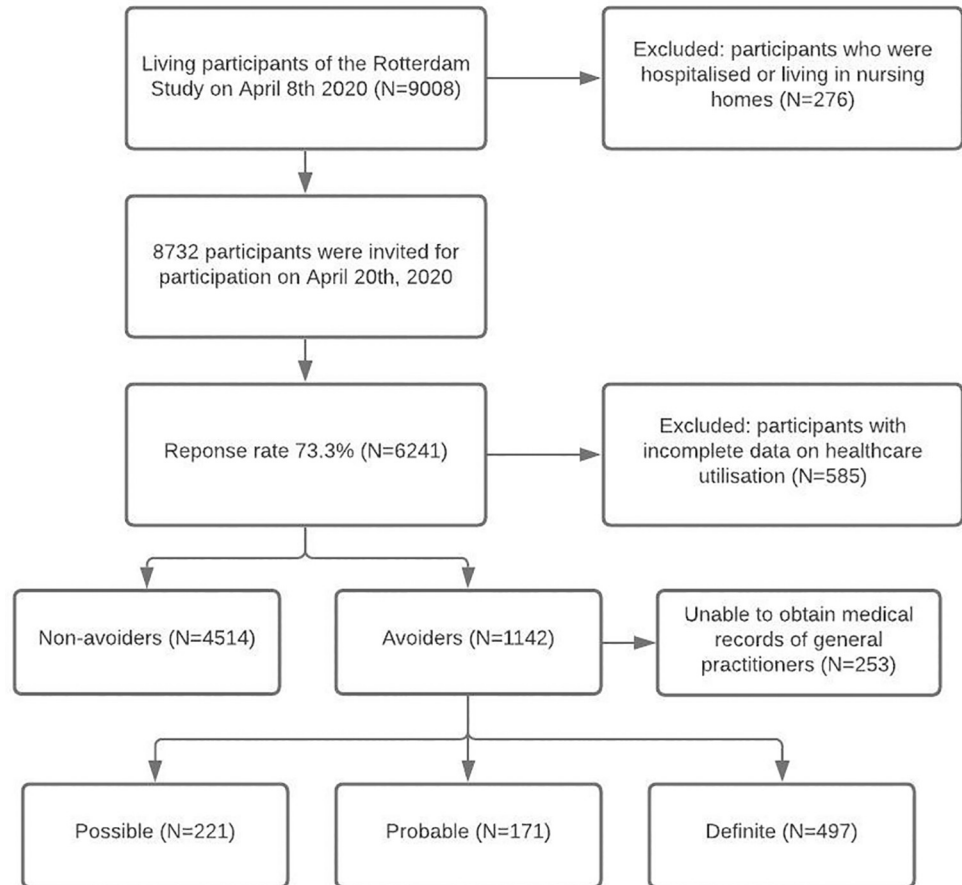 Living participants of the Rotterdam
Study on April 8th 2020 (N=9008)
Excluded: participants who were
hospitalised or living in nursing
homes (N=276)
8732 participants were invited for
participation on April 20th, 2020
Reponse rate 73.3% (N=6241)
Excluded: participants with
incomplete data on healthcare
utilisation (N=585)
Non-avoiders (N=4514)
Avoiders (N=1142)
Unable to obtain medical
records of general
practitioners (N=253)
Possible (N=221)
Probable (N=171)
Definite (N=497)